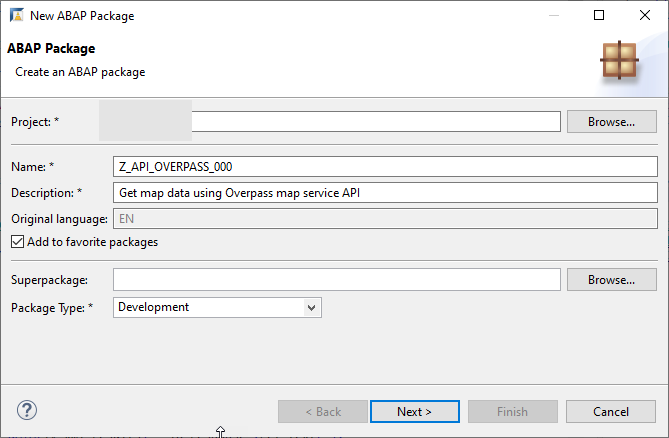 New ABAP Package
ABAP Package
Create an ABAP package
Project: *
Browse...
Name: * Z_API_OVERPASS_000
Description: * Get map data using Overpass map service API
Original language: EN
Add to favorite packages
Superpackage:
Browse...
Package Type: * Development
?
< Back Next > Finish Cancel